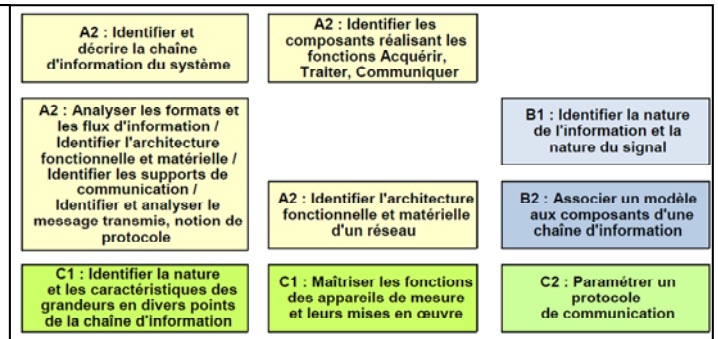 A2 : Identifier et
décrire la chaîne
d'information du système
A2 : Identifier les
composants réalisant les
fonctions Acquérir,
Traiter, Communiquer
A2 : Analyser les formats et
les flux d'information /
Identifier l'architecture
fonctionnelle et matérielle /
Identifier les supports de
communication /
Identifier et analyser le
message transmis, notion de
protocole
B1 : Identifier la nature
de l'information et la
nature du signal
A2 : Identifier l'architecture
fonctionnelle et matérielle
d'un réseau
B2 : Associer un modèle
aux composants d'une
chaîne d'information
C1 : Identifier la nature
et les caractéristiques des
grandeurs en divers points
de la chaîne d'information
C1 : Maîtriser les fonctions
des appareils de mesure
et leurs mises en œuvre
C2 : Paramétrer un
protocole
de communication